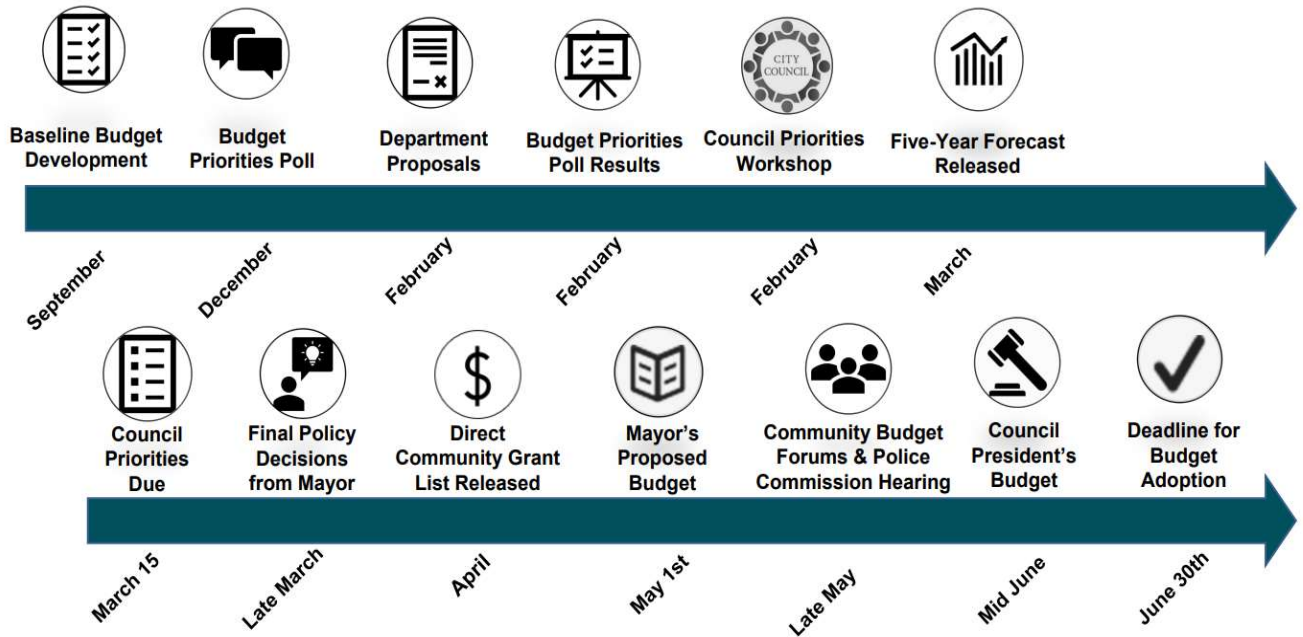 CITY
COUNCIL
Baseline Budget
Development
Budget
Priorities Poll
Department
Proposals
Budget Priorities
Poll Results
Council Priorities
Workshop
Five-Year Forecast
Released
September
December
February
February
February
March
Council
Priorities
Due
Final Policy
Decisions
from Mayor
Direct
Community Grant
List Released
Mayor’s
Proposed
Budget
Community Budget
Forums & Police
Commission Hearing
Council
President’s
Budget
Deadline for
Budget
Adoption
March 15
Late March
April
May 1st
Late May
Mid June
June 30th